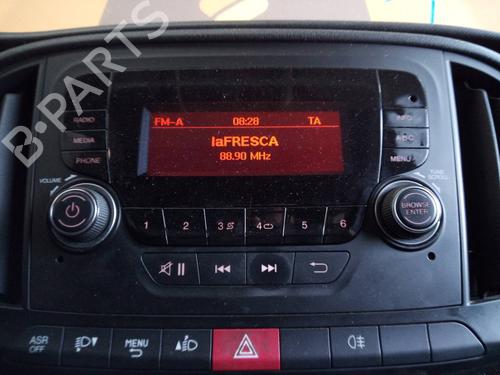 B-PARTS
FM-A 08:28 TA
RADIO
laFRESCA
INFO
MEDIA
88.90 MHz
A-B-C
PHONE
MENU
VOLUME
TUNE
SCROLL
BROWSE
ENTER
1 2 3 4 5 6
ASR
OFF
MENU